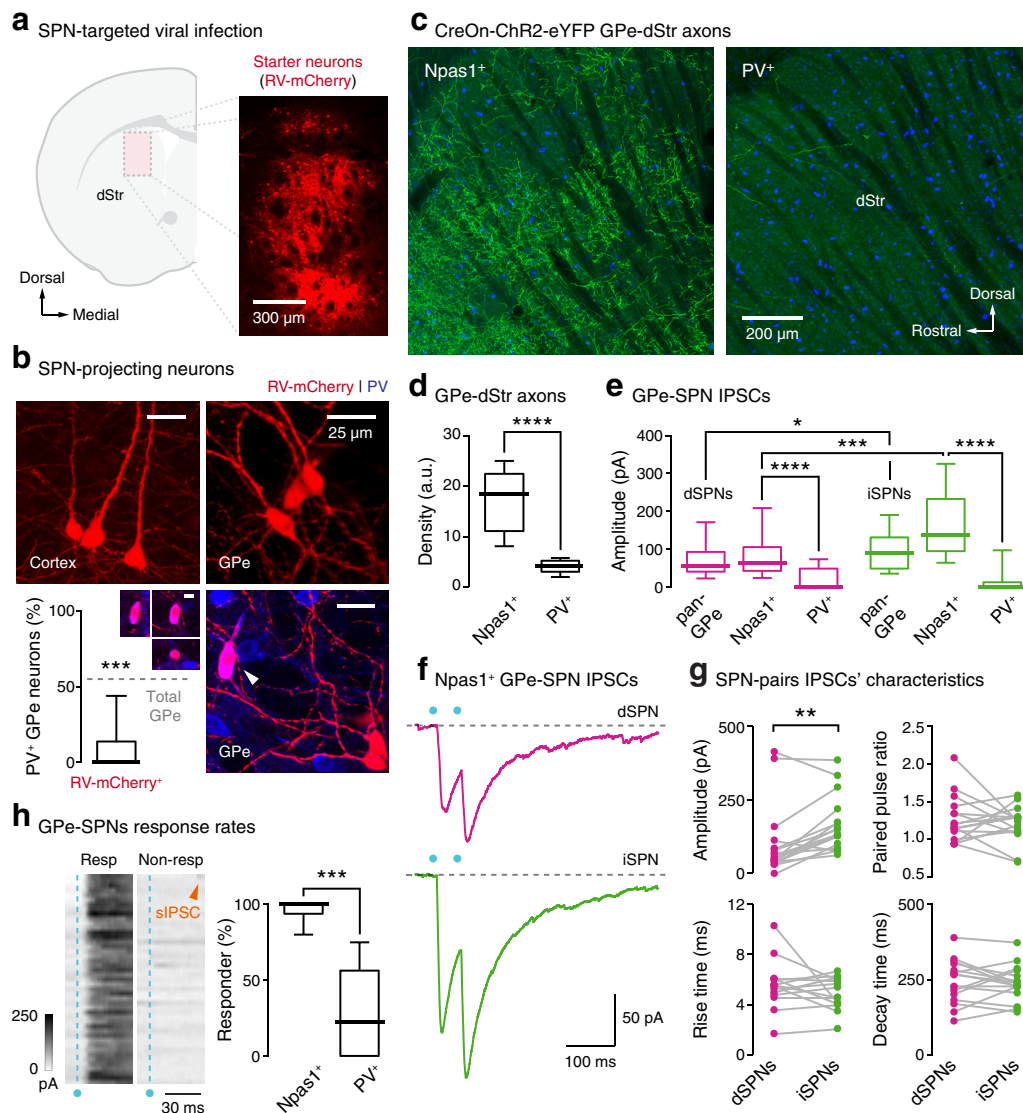 a SPN-targeted viral infection
Starter neurons
(RV-mCherry)
dStr
Dorsal
Medial
300 µm
b SPN-projecting neurons
RV-mCherry | PV
25 µm
Cortex
GPe
PV⁺ GPe neurons (%)
100
50
0
***
Total
GPe
RV-mCherry⁺
GPe
c CreOn-ChR2-eYFP GPe-dStr axons
Npas1⁺
PV⁺
dStr
200 µm
Dorsal
Rostral
d GPe-dStr axons
Density (a.u.)
30
20
10
0
****
Npas1⁺
PV⁺
e GPe-SPN IPSCs
Amplitude (pA)
400
300
200
100
0
*
***
****
****
dSPNs
iSPNs
pan-
GPe
Npas1⁺
PV⁺
pan-
GPe
Npas1⁺
PV⁺
f Npas1⁺ GPe-SPN IPSCs
dSPN
iSPN
50 pA
100 ms
g SPN-pairs IPSCs’ characteristics
**
Amplitude (pA)
500
250
0
Paired pulse ratio
2.5
2.0
1.5
1.0
0.5
Rise time (ms)
12
8
4
0
dSPNs
iSPNs
Decay time (ms)
500
250
0
dSPNs
iSPNs
h GPe-SPNs response rates
Resp
Non-resp
sIPSC
250
0
pA
30 ms
Responder (%)
100
50
0
***
Npas1⁺
PV⁺